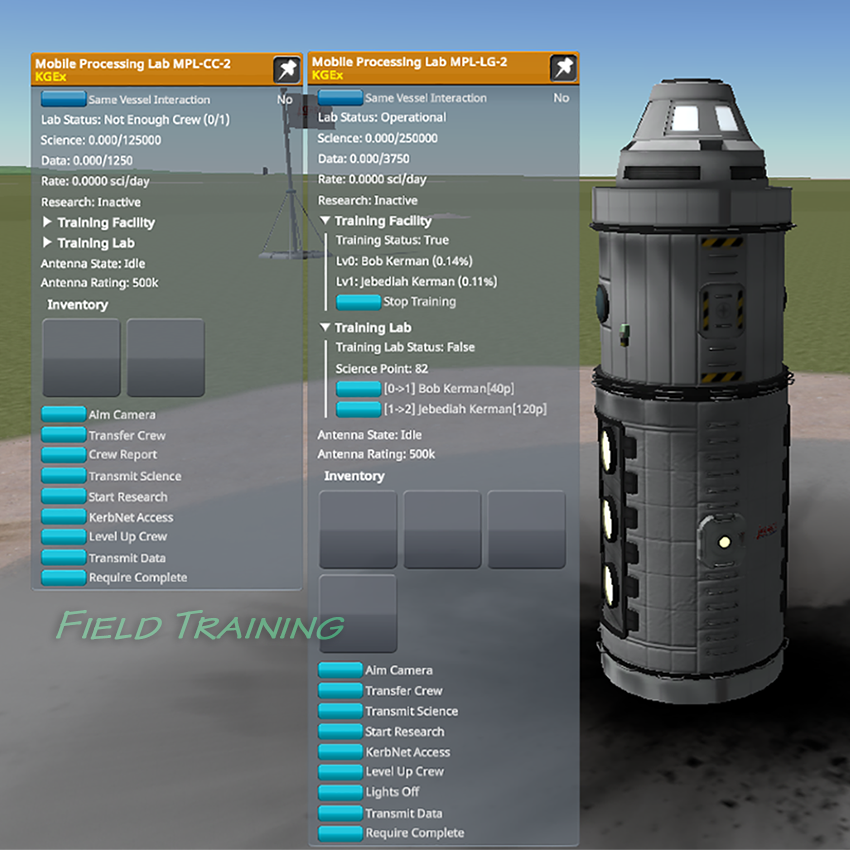 Mobile Processing Lab MPL-CC-2
KGEx
Same Vessel Interaction No
Lab Status: Not Enough Crew (0/1)
Science: 0.000/125000
Data: 0.000/1250
Rate: 0.0000 sci/day
Research: Inactive
Training Facility
Training Lab
Antenna State: Idle
Antenna Rating: 500k
Inventory
Aim Camera
Transfer Crew
Crew Report
Transmit Science
Start Research
KerbNet Access
Level Up Crew
Transmit Data
Require Complete
Mobile Processing Lab MPL-LG-2
KGEx
Same Vessel Interaction No
Lab Status: Operational
Science: 0.000/250000
Data: 0.000/3750
Rate: 0.0000 sci/day
Research: Inactive
Training Facility
Training Status: True
Lv0: Bob Kerman (0.14%)
Lv1: Jebediah Kerman (0.11%)
Stop Training
Training Lab
Training Lab Status: False
Science Point: 82
[0->1] Bob Kerman[40p]
[1->2] Jebediah Kerman[120p]
Antenna State: Idle
Antenna Rating: 500k
Inventory
Aim Camera
Transfer Crew
Transmit Science
Start Research
KerbNet Access
Level Up Crew
Lights Off
Transmit Data
Require Complete
Field Training